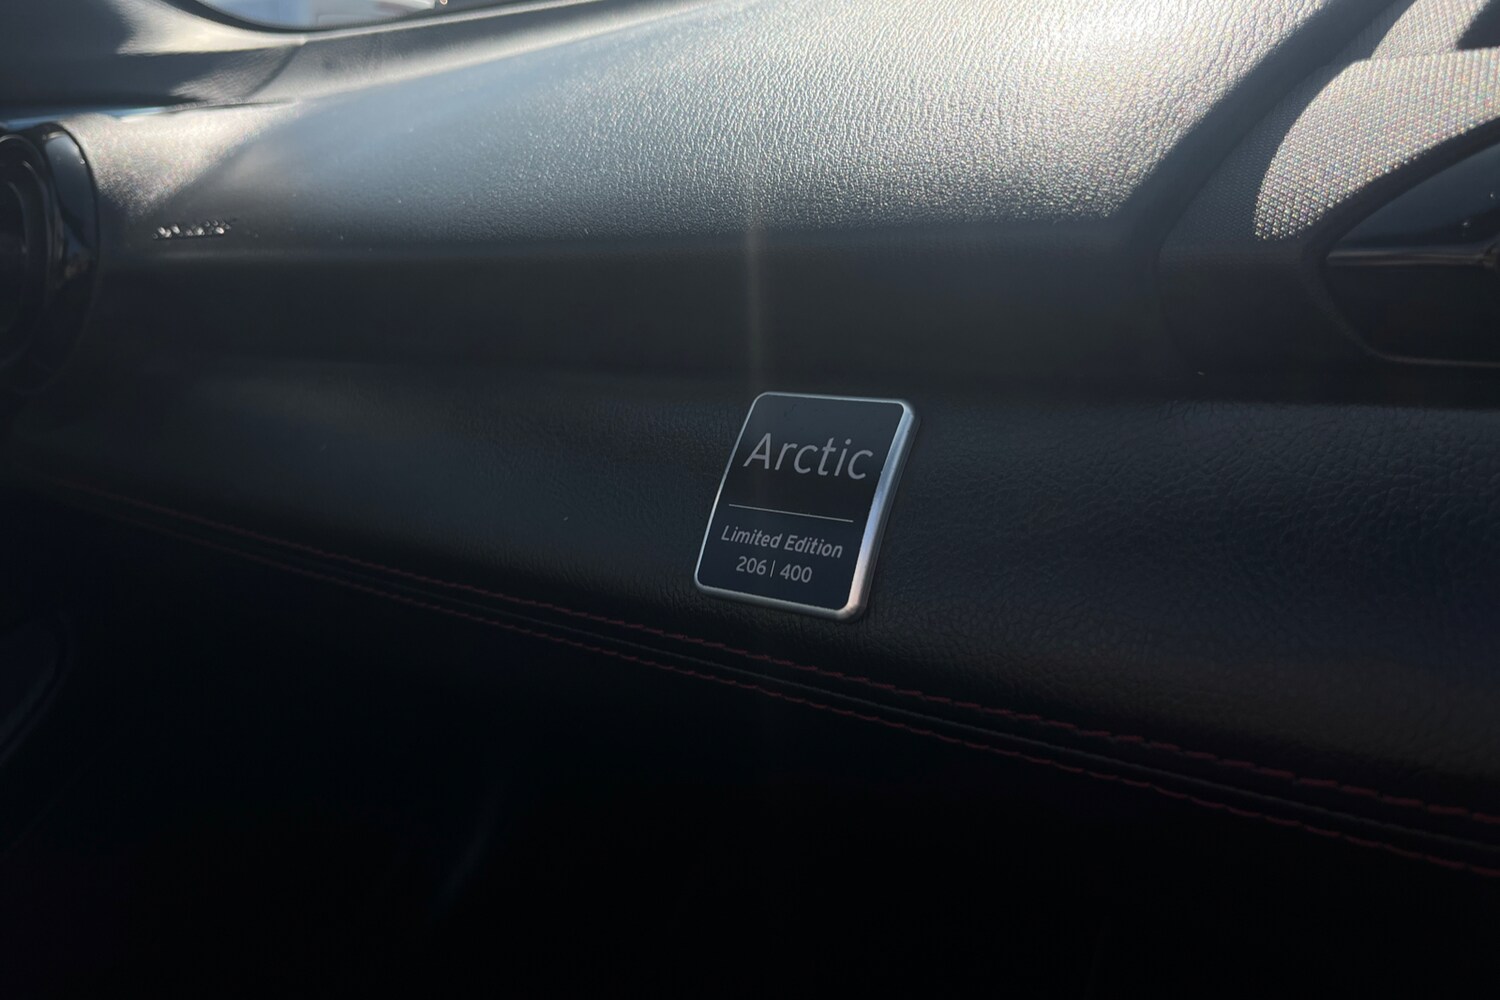 Arctic
Limited Edition
206 | 400